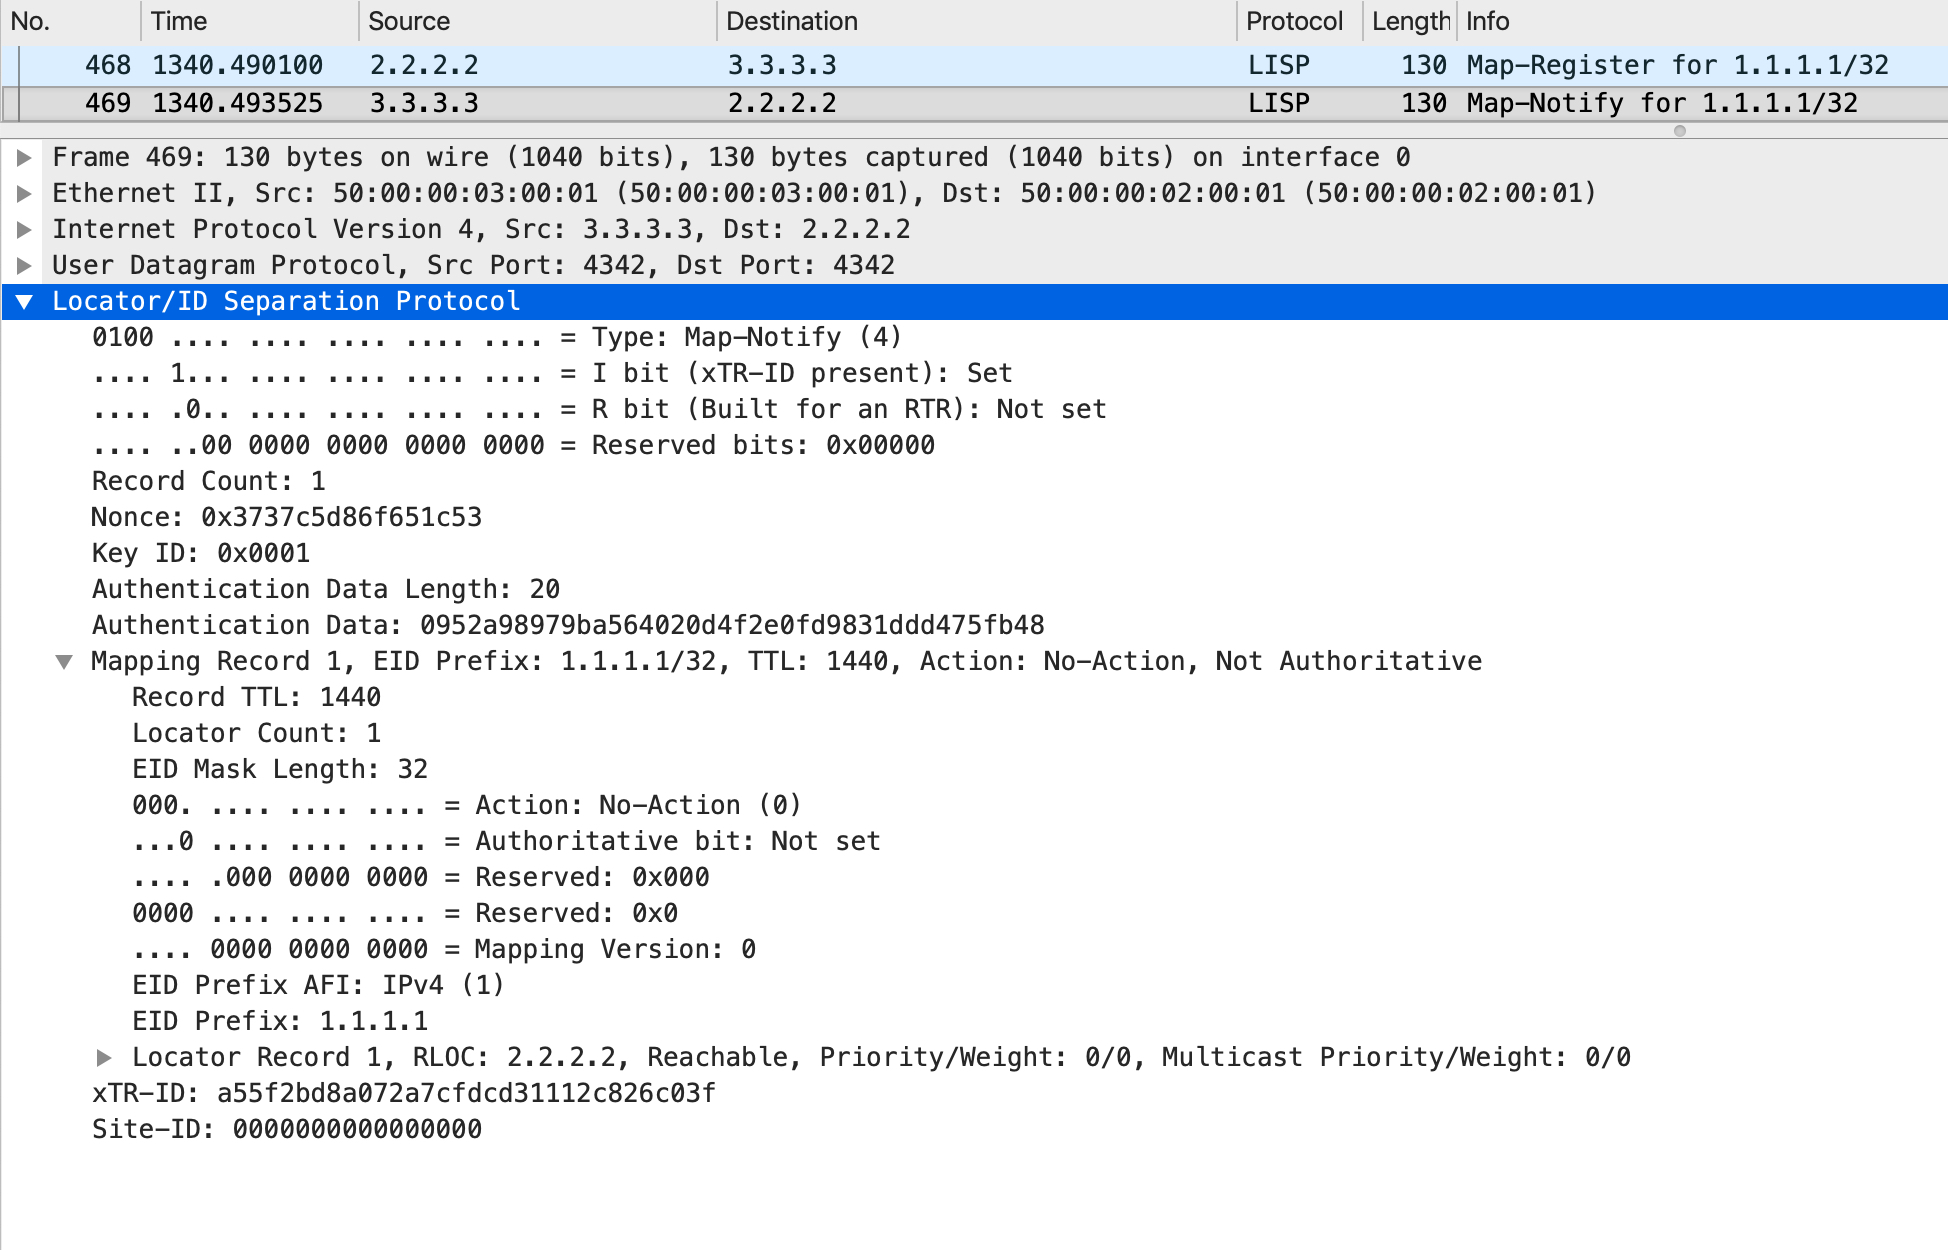 No. Time Source Destination Protocol Length Info
468 1340.490100 2.2.2.2 3.3.3.3 LISP 130 Map-Register for 1.1.1.1/32
469 1340.493525 3.3.3.3 2.2.2.2 LISP 130 Map-Notify for 1.1.1.1/32
Frame 469: 130 bytes on wire (1040 bits), 130 bytes captured (1040 bits) on interface 0
Ethernet II, Src: 50:00:00:03:00:01 (50:00:00:03:00:01), Dst: 50:00:00:02:00:01 (50:00:00:02:00:01)
Internet Protocol Version 4, Src: 3.3.3.3, Dst: 2.2.2.2
User Datagram Protocol, Src Port: 4342, Dst Port: 4342
Locator/ID Separation Protocol
0100 .... .... .... .... .... = Type: Map-Notify (4)
.... 1... .... .... .... .... = I bit (xTR-ID present): Set
.... .0.. .... .... .... .... = R bit (Built for an RTR): Not set
.... ..00 0000 0000 0000 0000 = Reserved bits: 0x00000
Record Count: 1
Nonce: 0x3737c5d86f651c53
Key ID: 0x0001
Authentication Data Length: 20
Authentication Data: 0952a98979ba564020d4f2e0fd9831ddd475fb48
Mapping Record 1, EID Prefix: 1.1.1.1/32, TTL: 1440, Action: No-Action, Not Authoritative
Record TTL: 1440
Locator Count: 1
EID Mask Length: 32
000. .... .... .... = Action: No-Action (0)
...0 .... .... .... = Authoritative bit: Not set
.... .000 0000 0000 = Reserved: 0x000
0000 .... .... .... = Reserved: 0x0
.... 0000 0000 0000 = Mapping Version: 0
EID Prefix AFI: IPv4 (1)
EID Prefix: 1.1.1.1
Locator Record 1, RLOC: 2.2.2.2, Reachable, Priority/Weight: 0/0, Multicast Priority/Weight: 0/0
xTR-ID: a55f2bd8a072a7cfdcd31112c826c03f
Site-ID: 0000000000000000